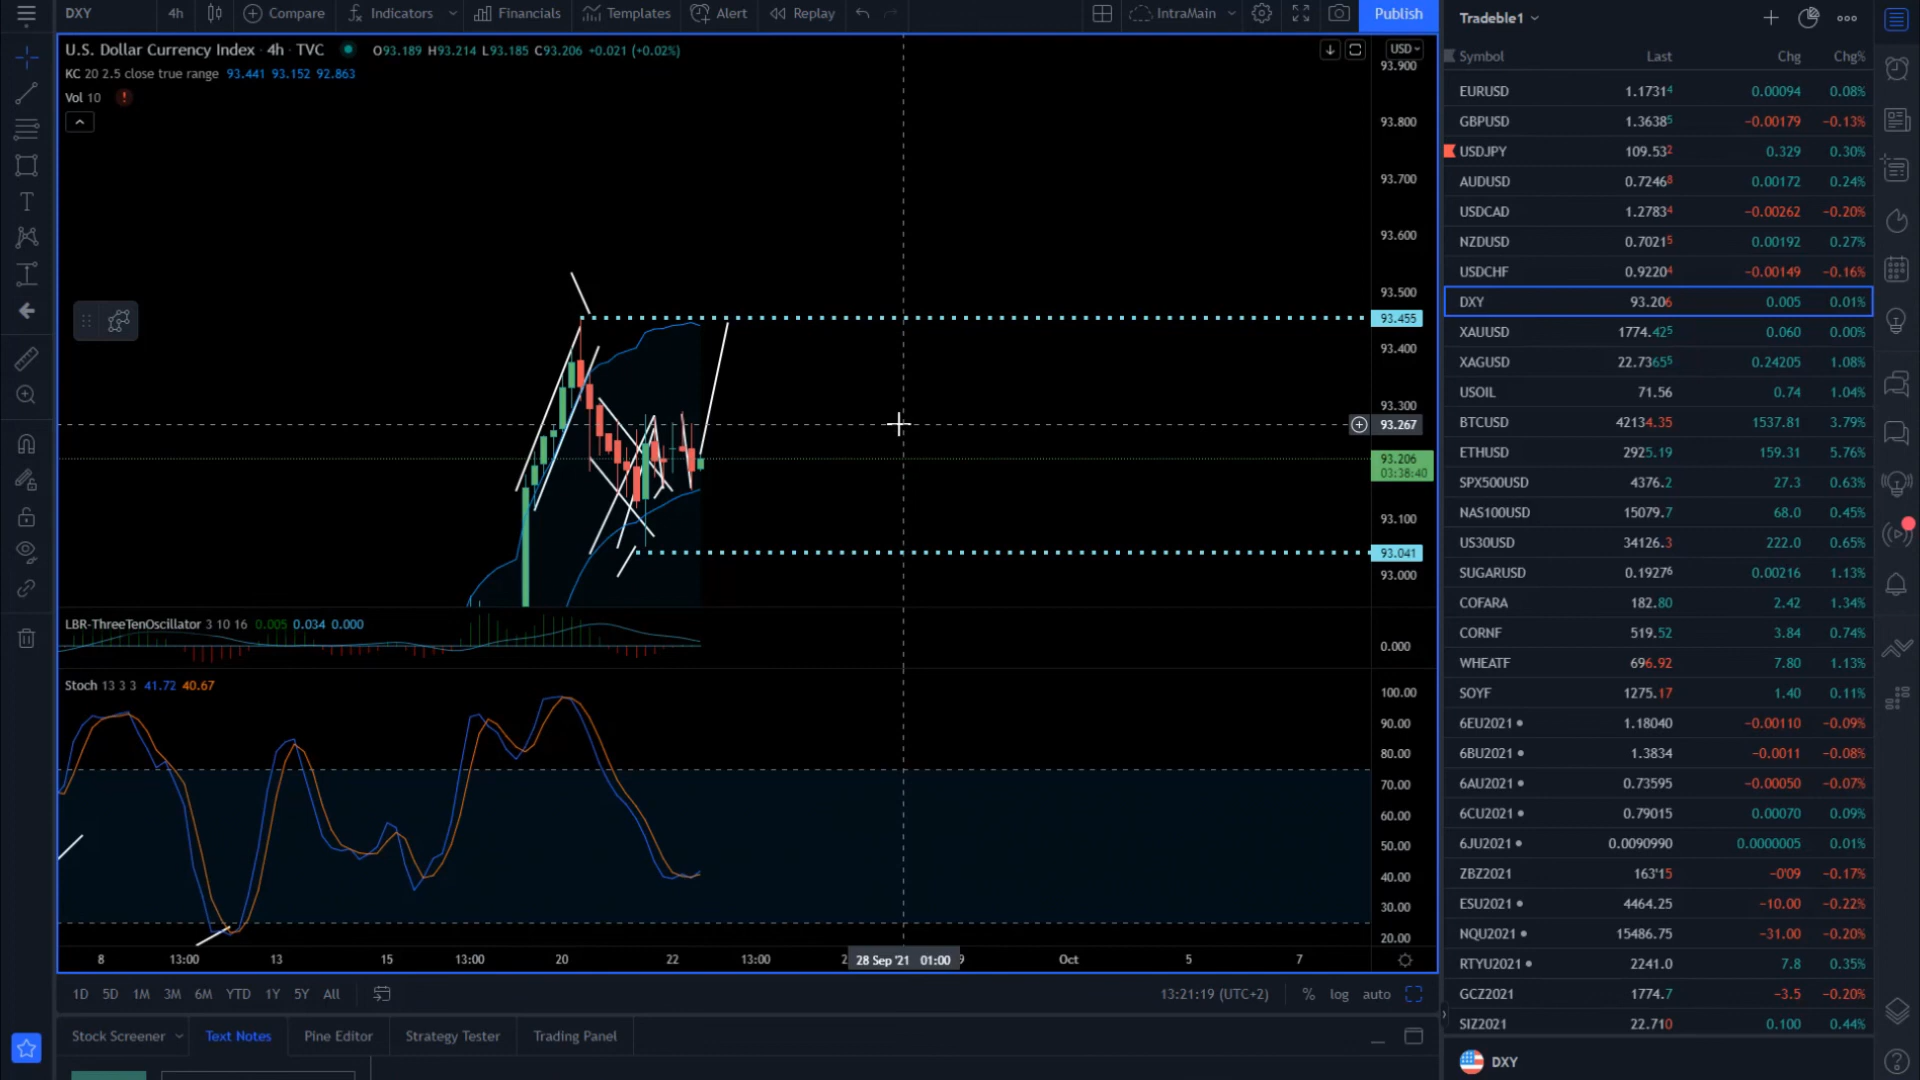 DXY 4h Compare Indicators Financials Templates Alert Replay IntraMain Publish
U.S. Dollar Currency Index · 4h · TVC O93.189 H93.214 L93.185 C93.206 +0.021 (+0.02%)
KC 20 2.5 close true range 93.441 93.152 92.863
Vol 10 !
USD
93.900
93.800
93.700
93.600
93.500
93.455
93.400
93.300
93.267
93.206
03:38:40
93.100
93.041
93.000
LBR-ThreeTenOscillator 3 10 16 0.005 0.034 0.000
0.000
Stoch 13 3 3 41.72 40.67
100.00
90.00
80.00
70.00
60.00
50.00
40.00
30.00
20.00
8 13:00 13 15 13:00 20 22 13:00 2 28 Sep '21 01:00 9 Oct 5 7
1D 5D 1M 3M 6M YTD 1Y 5Y All 13:21:19 (UTC+2) % log auto
Stock Screener Text Notes Pine Editor Strategy Tester Trading Panel
Tradeble1
Symbol Last Chg Chg%
EURUSD 1.17314 0.00094 0.08%
GBPUSD 1.36385 −0.00179 −0.13%
USDJPY 109.532 0.329 0.30%
AUDUSD 0.72468 0.00172 0.24%
USDCAD 1.27834 −0.00262 −0.20%
NZDUSD 0.70215 0.00192 0.27%
USDCHF 0.92204 −0.00149 −0.16%
DXY 93.206 0.005 0.01%
XAUUSD 1774.425 0.060 0.00%
XAGUSD 22.7365 0.24205 1.08%
USOIL 71.56 0.74 1.04%
BTCUSD 42134.35 1537.81 3.79%
ETHUSD 2925.19 159.31 5.76%
SPX500USD 4376.2 27.3 0.63%
NAS100USD 15079.7 68.0 0.45%
US30USD 34126.3 222.0 0.65%
SUGARUSD 0.19276 0.00216 1.13%
COFARA 182.80 2.42 1.34%
CORNF 519.52 3.84 0.74%
WHEATF 696.92 7.80 1.13%
SOYF 1275.17 1.40 0.11%
6EU2021 1.18040 −0.00110 −0.09%
6BU2021 1.3834 −0.0011 −0.08%
6AU2021 0.73595 −0.00050 −0.07%
6CU2021 0.79015 0.00070 0.09%
6JU2021 0.0090990 0.0000005 0.01%
ZBZ2021 163'15 −0'09 −0.17%
ESU2021 4464.25 −10.00 −0.22%
NQU2021 15486.75 −31.00 −0.20%
RTYU2021 2241.0 7.8 0.35%
GCZ2021 1774.7 −3.5 −0.20%
SIZ2021 22.710 0.100 0.44%
DXY